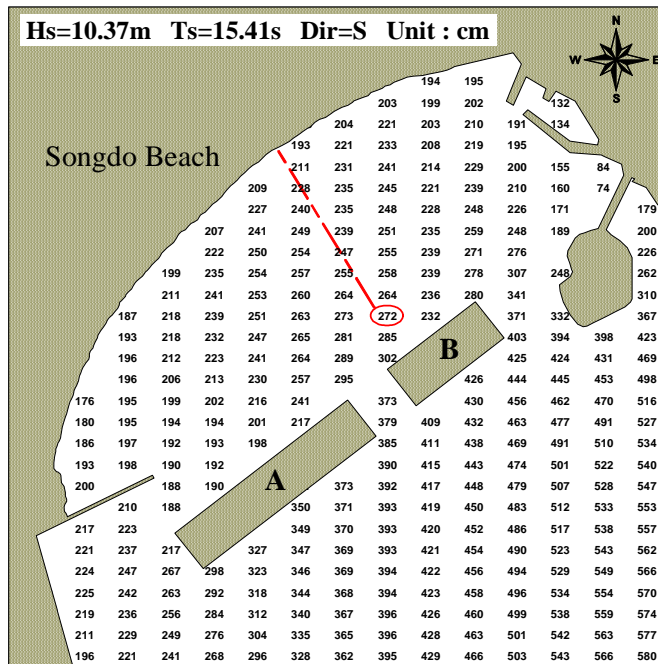 Hs=10.37m Ts=15.41s Dir=S Unit : cm
N
W E
S
194 195
203 199 202 132
204 221 203 210 191 134
193 221 233 208 219 195
Songdo Beach
211 231 241 214 229 200 155 84
209 228 235 245 221 239 210 160 74
227 240 235 248 228 248 226 171 179
207 241 249 239 251 235 259 248 189 200
222 250 254 247 255 239 271 276 226
199 235 254 257 255 258 239 278 307 248 262
211 241 253 260 264 264 236 280 341 310
187 218 239 251 263 273 272 232 371 332 367
193 218 232 247 265 281 285 403 394 398 423
B
196 212 223 241 264 289 302 425 424 431 469
196 206 213 230 257 295 426 444 445 453 498
176 195 199 202 216 241 373 430 456 462 470 516
180 195 194 194 201 217 379 409 432 463 477 491 527
186 197 192 193 198 385 411 438 469 491 510 534
193 198 190 192 390 415 443 474 501 522 540
A
200 188 190 373 392 417 448 479 507 528 547
210 188 350 371 393 419 450 483 512 533 553
217 223 349 370 393 420 452 486 517 538 557
221 237 217 327 347 369 393 421 454 490 523 543 562
224 247 267 298 323 346 369 394 422 456 494 529 549 566
225 242 263 292 318 344 368 394 423 458 496 534 554 570
219 236 256 284 312 340 367 396 426 460 499 538 559 574
211 229 249 276 304 335 365 396 428 463 501 542 563 577
196 221 241 268 296 328 362 395 429 466 503 543 566 580